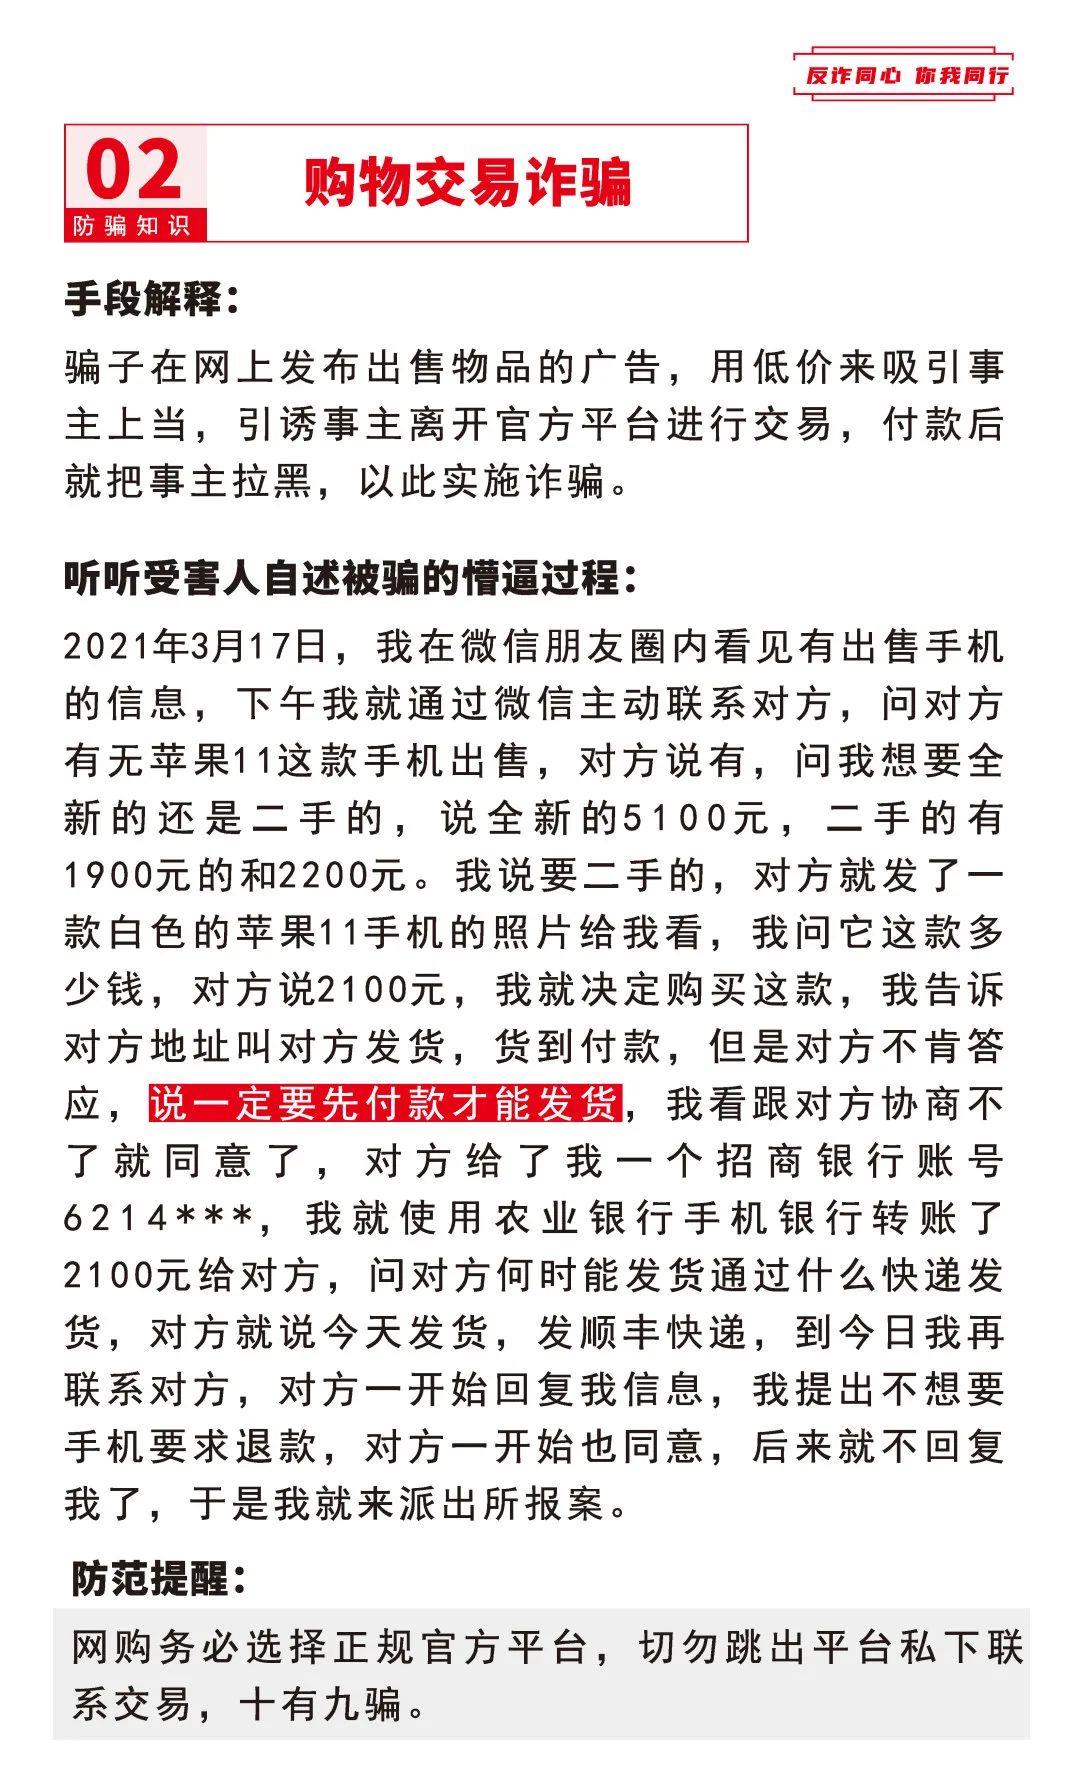 反诈同心 你我同行
02
防骗知识
购物交易诈骗
手段解释：
骗子在网上发布出售物品的广告，用低价来吸引事
主上当，引诱事主离开官方平台进行交易，付款后
就把事主拉黑，以此实施诈骗。
听听受害人自述被骗的懵逼过程：
2021年3月17日，我在微信朋友圈内看见有出售手机
的信息，下午我就通过微信主动联系对方，问对方
有无苹果11这款手机出售，对方说有，问我想要全
新的还是二手的，说全新的5100元，二手的有
1900元的和2200元。我说要二手的，对方就发了一
款白色的苹果11手机的照片给我看，我问它这款多
少钱，对方说2100元，我就决定购买这款，我告诉
对方地址叫对方发货，货到付款，但是对方不肯答
应，说一定要先付款才能发货，我看跟对方协商不
了就同意了，对方给了我一个招商银行账号
6214***，我就使用农业银行手机银行转账了
2100元给对方，问对方何时能发货通过什么快递发
货，对方就说今天发货，发顺丰快递，到今日我再
联系对方，对方一开始回复我信息，我提出不想要
手机要求退款，对方一开始也同意，后来就不回复
我了，于是我就来派出所报案。
防范提醒：
网购务必选择正规官方平台，切勿跳出平台私下联
系交易，十有九骗。